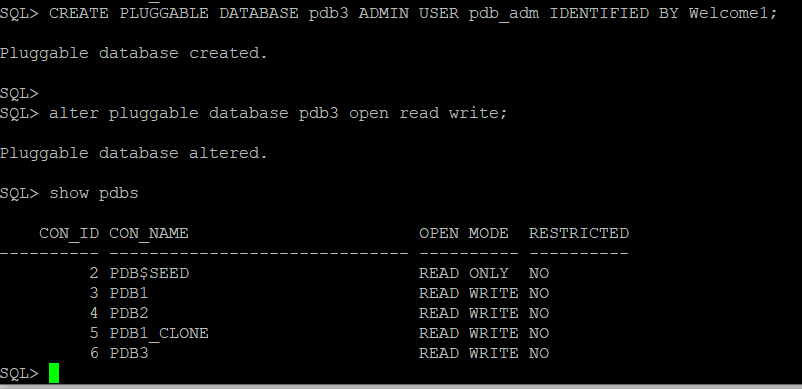 SQL> CREATE PLUGGABLE DATABASE pdb3 ADMIN USER pdb_adm IDENTIFIED BY Welcome1;
Pluggable database created.
SQL>
SQL> alter pluggable database pdb3 open read write;
Pluggable database altered.
SQL> show pdbs
    CON_ID CON_NAME                       OPEN MODE  RESTRICTED
---------- ------------------------------ ---------- ----------
         2 PDB$SEED                       READ ONLY  NO
         3 PDB1                           READ WRITE NO
         4 PDB2                           READ WRITE NO
         5 PDB1_CLONE                     READ WRITE NO
         6 PDB3                           READ WRITE NO
SQL>